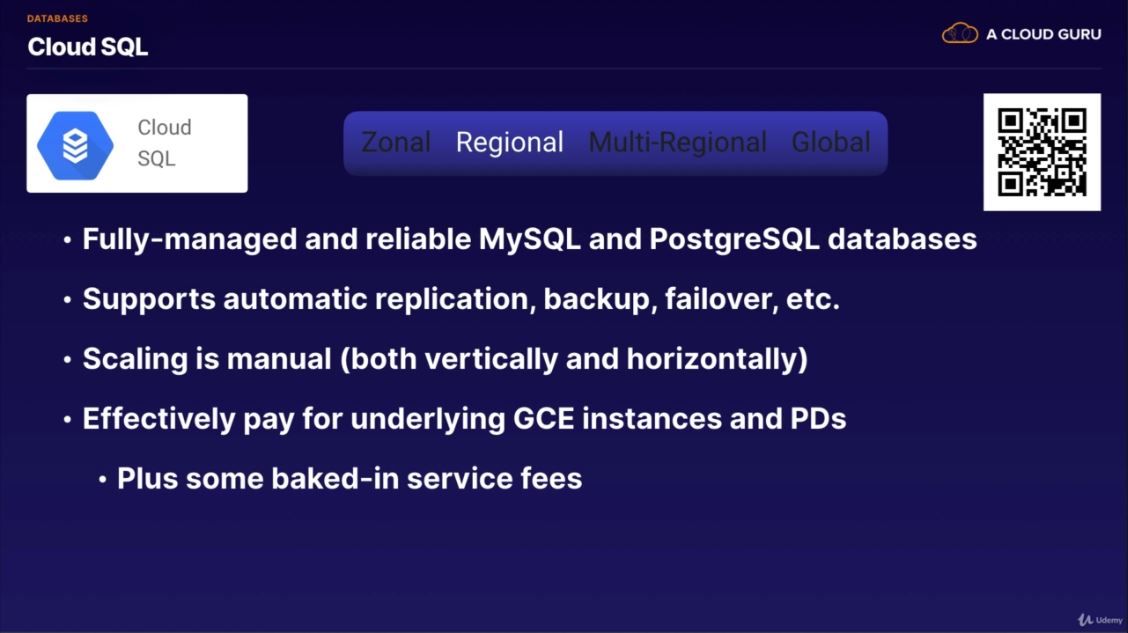 DATABASES
Cloud SQL
A CLOUD GURU
Cloud
SQL
Zonal Regional Multi-Regional Global
• Fully-managed and reliable MySQL and PostgreSQL databases
• Supports automatic replication, backup, failover, etc.
• Scaling is manual (both vertically and horizontally)
• Effectively pay for underlying GCE instances and PDs
• Plus some baked-in service fees
Udemy